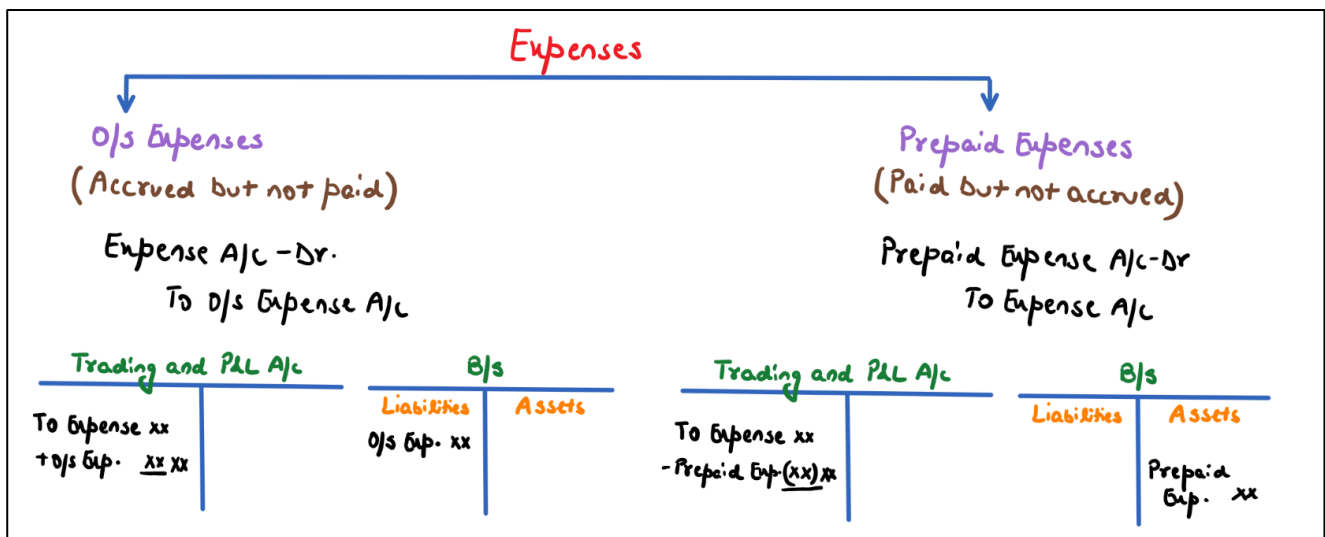 Expenses
O/s Expenses
(Accrued but not paid)
Expense A/c -Dr.
To O/s Expense A/c
Trading and P&L A/c
To Expense xx
+O/s Exp. xx xx
B/s
Liabilities Assets
O/s Exp. xx
Prepaid Expenses
(Paid but not accrued)
Prepaid Expense A/c-Dr
To Expense A/c
Trading and P&L A/c
To Expense xx
-Prepaid Exp.(xx) xx
B/s
Liabilities Assets
Prepaid
Exp. xx